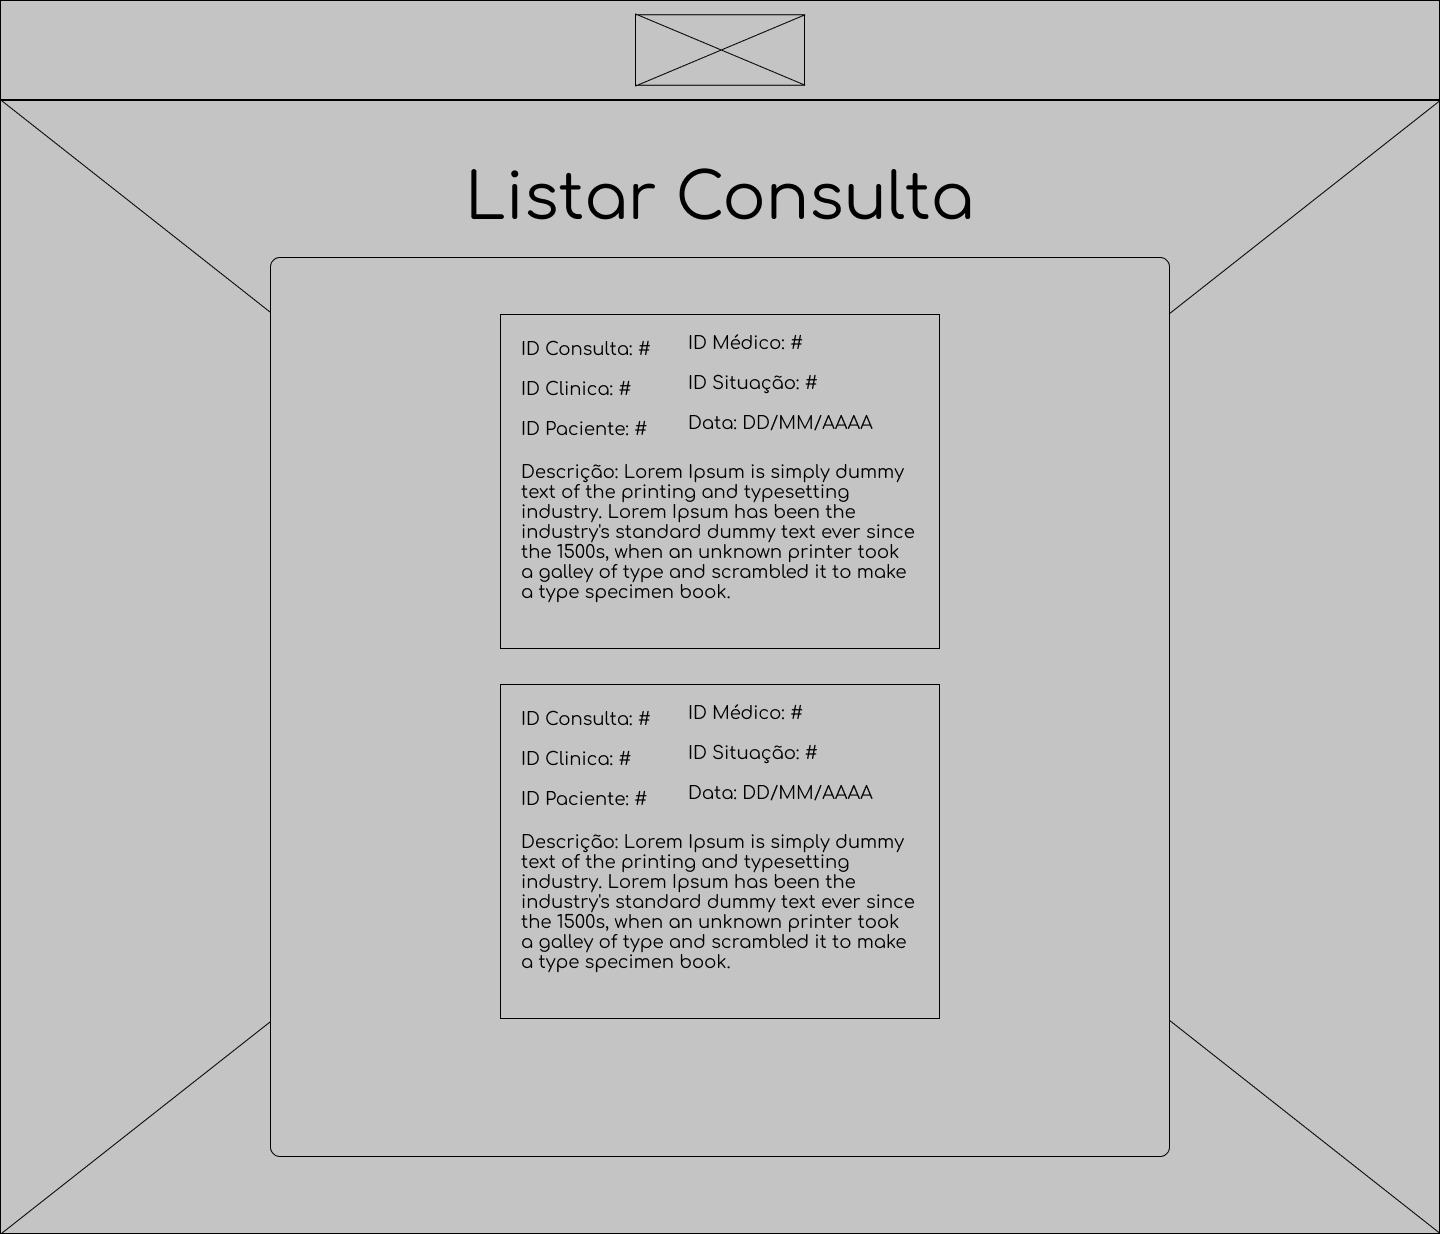 Listar Consulta
ID Consulta: #
ID Clinica: #
ID Paciente: #
ID Médico: #
ID Situação: #
Data: DD/MM/AAAA
Descrição: Lorem Ipsum is simply dummy
text of the printing and typesetting
industry. Lorem Ipsum has been the
industry's standard dummy text ever since
the 1500s, when an unknown printer took
a galley of type and scrambled it to make
a type specimen book.
ID Consulta: #
ID Clinica: #
ID Paciente: #
ID Médico: #
ID Situação: #
Data: DD/MM/AAAA
Descrição: Lorem Ipsum is simply dummy
text of the printing and typesetting
industry. Lorem Ipsum has been the
industry's standard dummy text ever since
the 1500s, when an unknown printer took
a galley of type and scrambled it to make
a type specimen book.